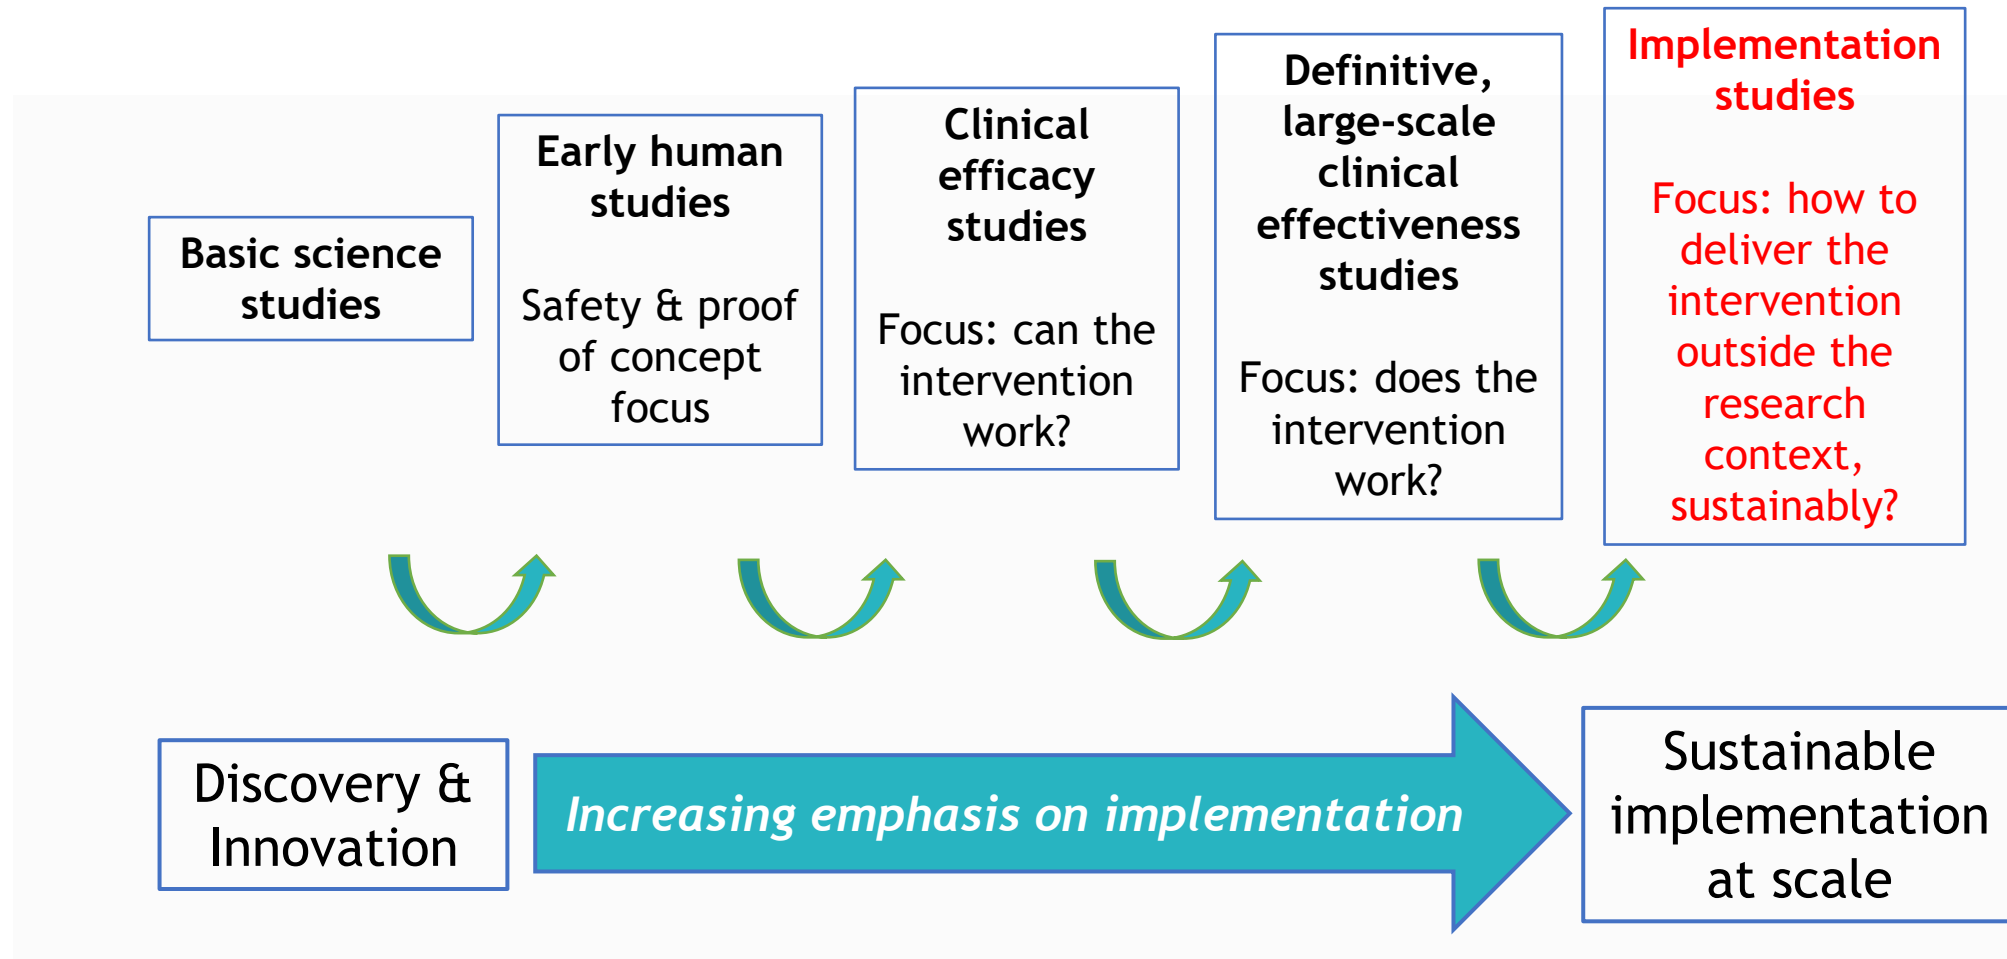 Basic science
studies
Early human
studies
Safety & proof
of concept
focus
Clinical
efficacy
studies
Focus: can the
intervention
work?
Definitive,
large-scale
clinical
effectiveness
studies
Focus: does the
intervention
work?
Implementation
studies
Focus: how to
deliver the
intervention
outside the
research
context,
sustainably?
Discovery &
Innovation
Increasing emphasis on implementation
Sustainable
implementation
at scale